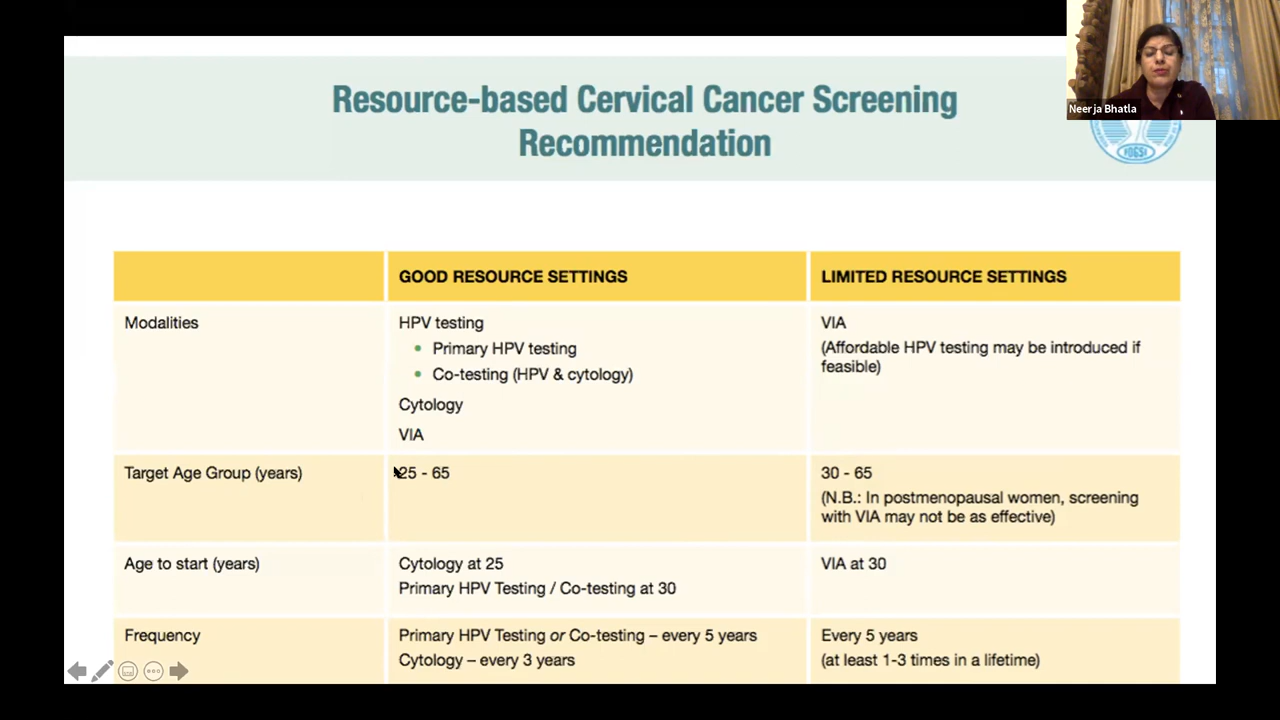 Neerja Bhatla
Resource-based Cervical Cancer Screening
Recommendation
FOGSI
GOOD RESOURCE SETTINGS
LIMITED RESOURCE SETTINGS
Modalities
HPV testing
• Primary HPV testing
• Co-testing (HPV & cytology)
Cytology
VIA
VIA
(Affordable HPV testing may be introduced if
feasible)
Target Age Group (years)
25 - 65
30 - 65
(N.B.: In postmenopausal women, screening
with VIA may not be as effective)
Age to start (years)
Cytology at 25
Primary HPV Testing / Co-testing at 30
VIA at 30
Frequency
Primary HPV Testing or Co-testing – every 5 years
Cytology – every 3 years
Every 5 years
(at least 1-3 times in a lifetime)